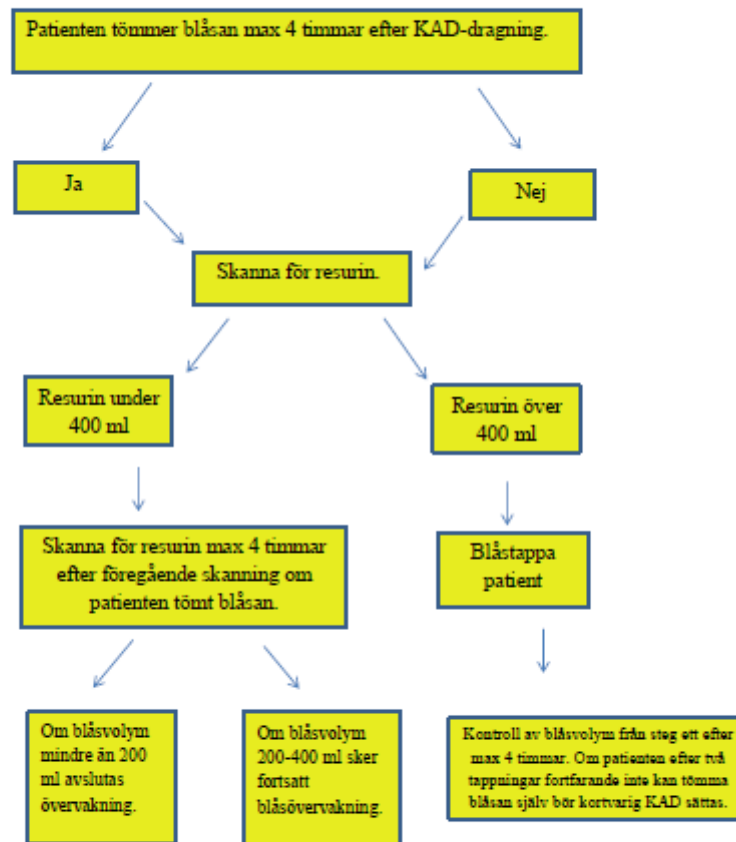 Patienten tömmer blåsan max 4 timmar efter KAD-dragning.
Ja
Nej
Skanna för resurin.
Resurin under
400 ml
Resurin över
400 ml
Skanna för resurin max 4 timmar
efter föregående skanning om
patienten tömt blåsan.
Blåstappa
patient
Om blåsvolym
mindre än 200
ml avslutas
övervakning.
Om blåsvolym
200-400 ml sker
fortsatt
blåsövervakning.
Kontroll av blåsvolym från steg ett efter
max 4 timmar. Om patienten efter två
tappningar fortfarande inte kan tömma
blåsan själv bör kortvarig KAD sättas.